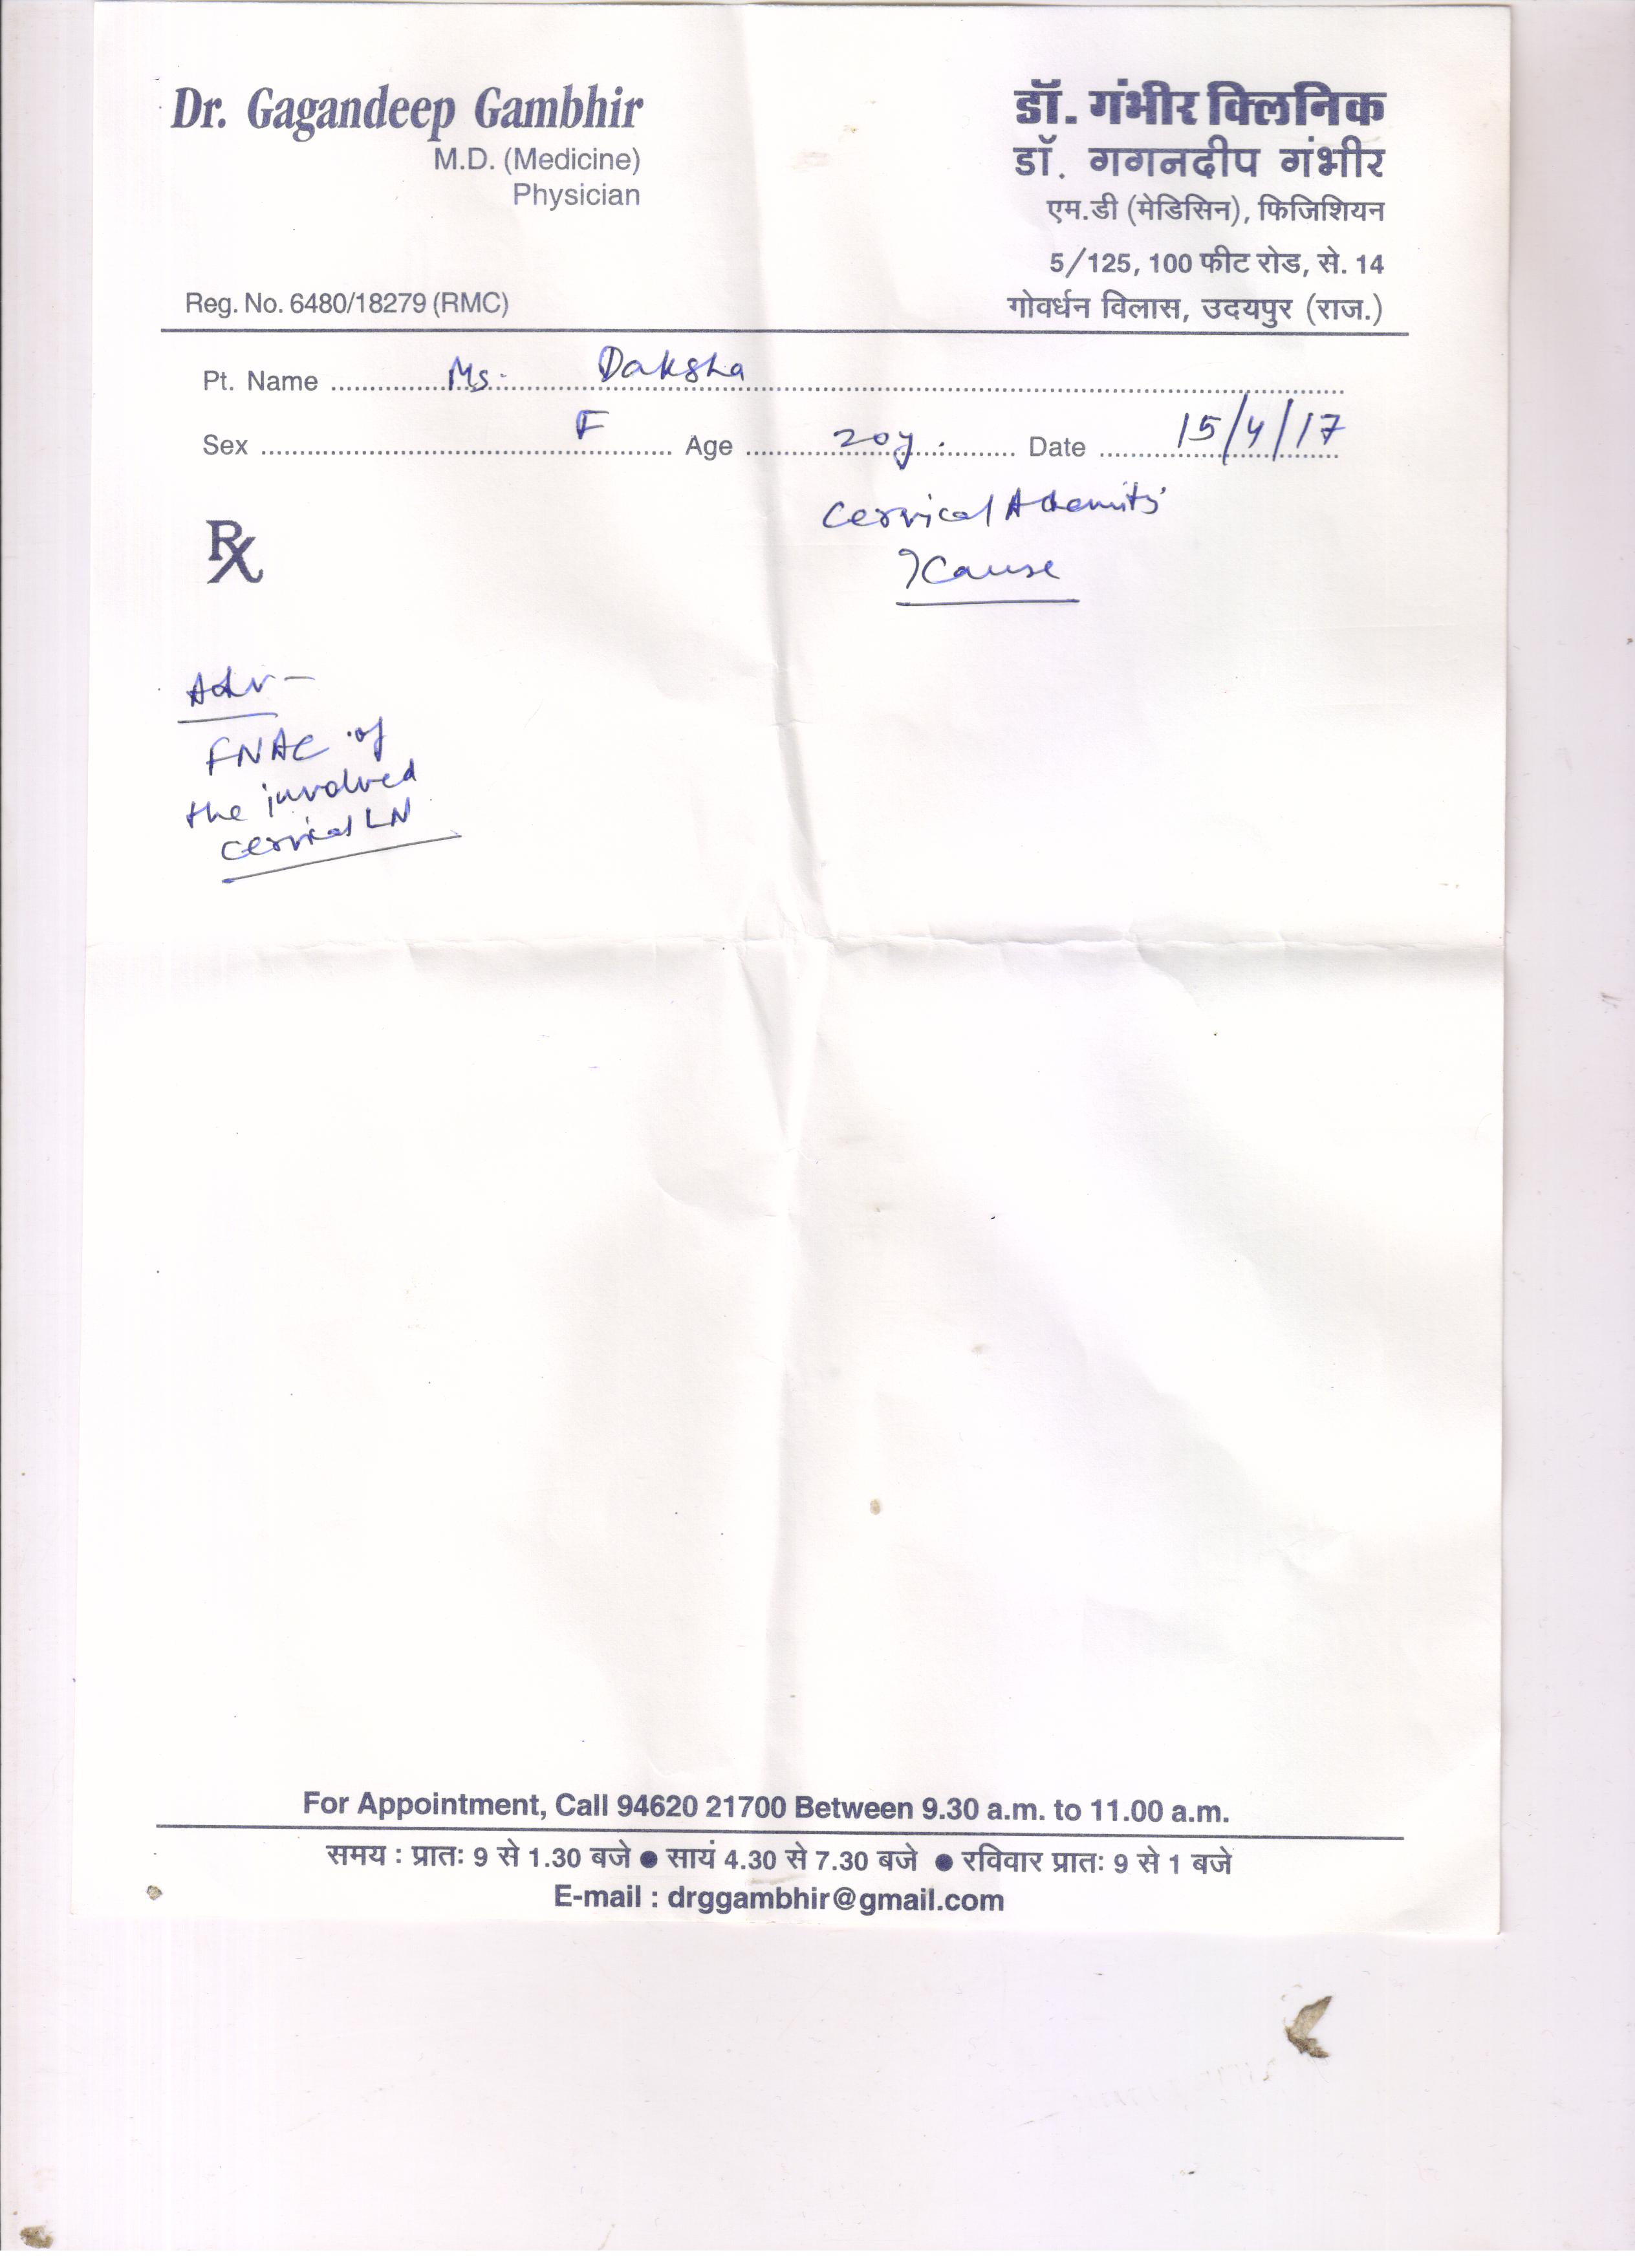 Dr. Gagandeep Gambhir
M.D. (Medicine)
Physician
Reg. No. 6480/18279 (RMC)
डॉ. गंभीर क्लिनिक
डॉ. गगनदीप गंभीर
एम.डी (मेडिसिन), फिजिशियन
5/125, 100 फीट रोड, से. 14
गोवर्धन विलास, उदयपुर (राज.)
Pt. Name Ms. Daksha
Sex F Age 20y. Date 15/4/17
Cervical Adenitis
?Cause
Rx
Adv-
FNAC of
the involved
cervical LN
For Appointment, Call 94620 21700 Between 9.30 a.m. to 11.00 a.m.
समय : प्रातः 9 से 1.30 बजे ● सायं 4.30 से 7.30 बजे ● रविवार प्रातः 9 से 1 बजे
E-mail : drggambhir@gmail.com